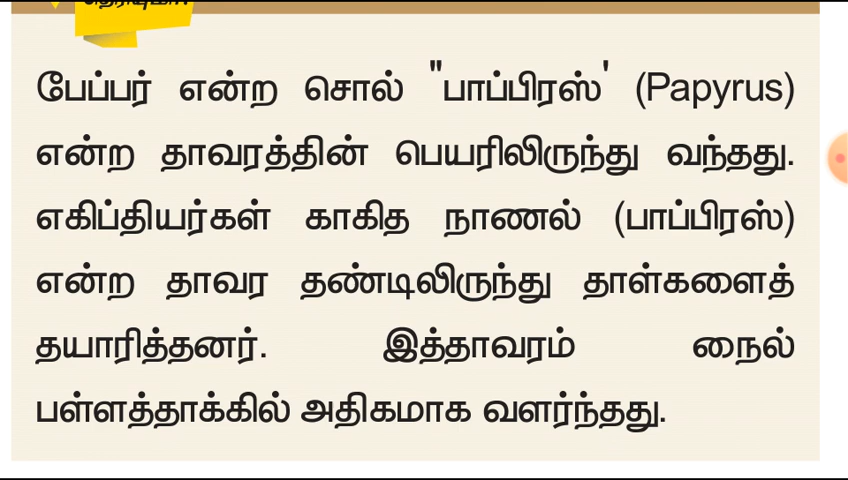 பேப்பர் என்ற சொல் "பாப்பிரஸ்' (Papyrus)
என்ற தாவரத்தின் பெயரிலிருந்து வந்தது.
எகிப்தியர்கள் காகித நாணல் (பாப்பிரஸ்)
என்ற தாவர தண்டிலிருந்து தாள்களைத்
தயாரித்தனர். இத்தாவரம் நைல்
பள்ளத்தாக்கில் அதிகமாக வளர்ந்தது.